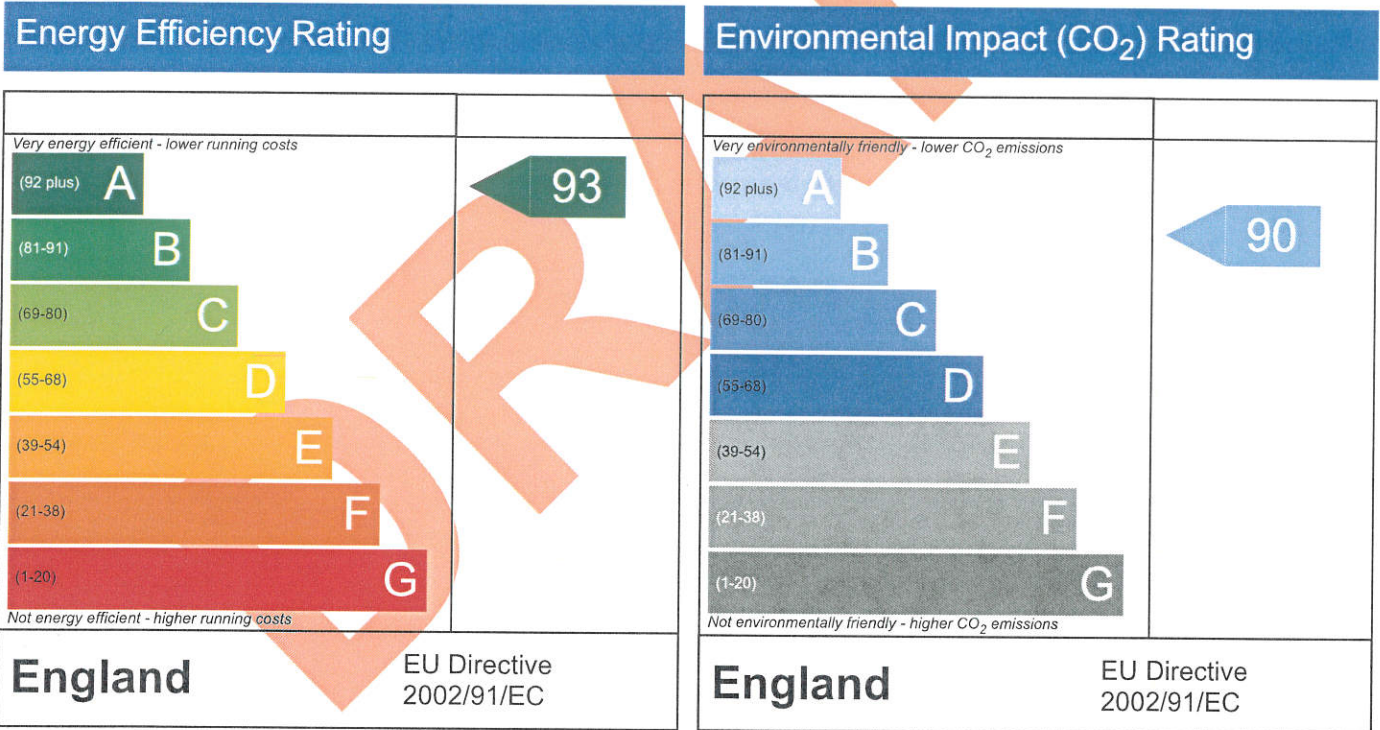 Energy Efficiency Rating
Very energy efficient - lower running costs
(92 plus) A
93
(81-91) B
(69-80) C
(55-68) D
(39-54) E
(21-38) F
(1-20) G
Not energy efficient - higher running costs
England
EU Directive
2002/91/EC
Environmental Impact (CO₂) Rating
Very environmentally friendly - lower CO₂ emissions
(92 plus) A
(81-91) B
90
(69-80) C
(55-68) D
(39-54) E
(21-38) F
(1-20) G
Not environmentally friendly - higher CO₂ emissions
England
EU Directive
2002/91/EC
DRA